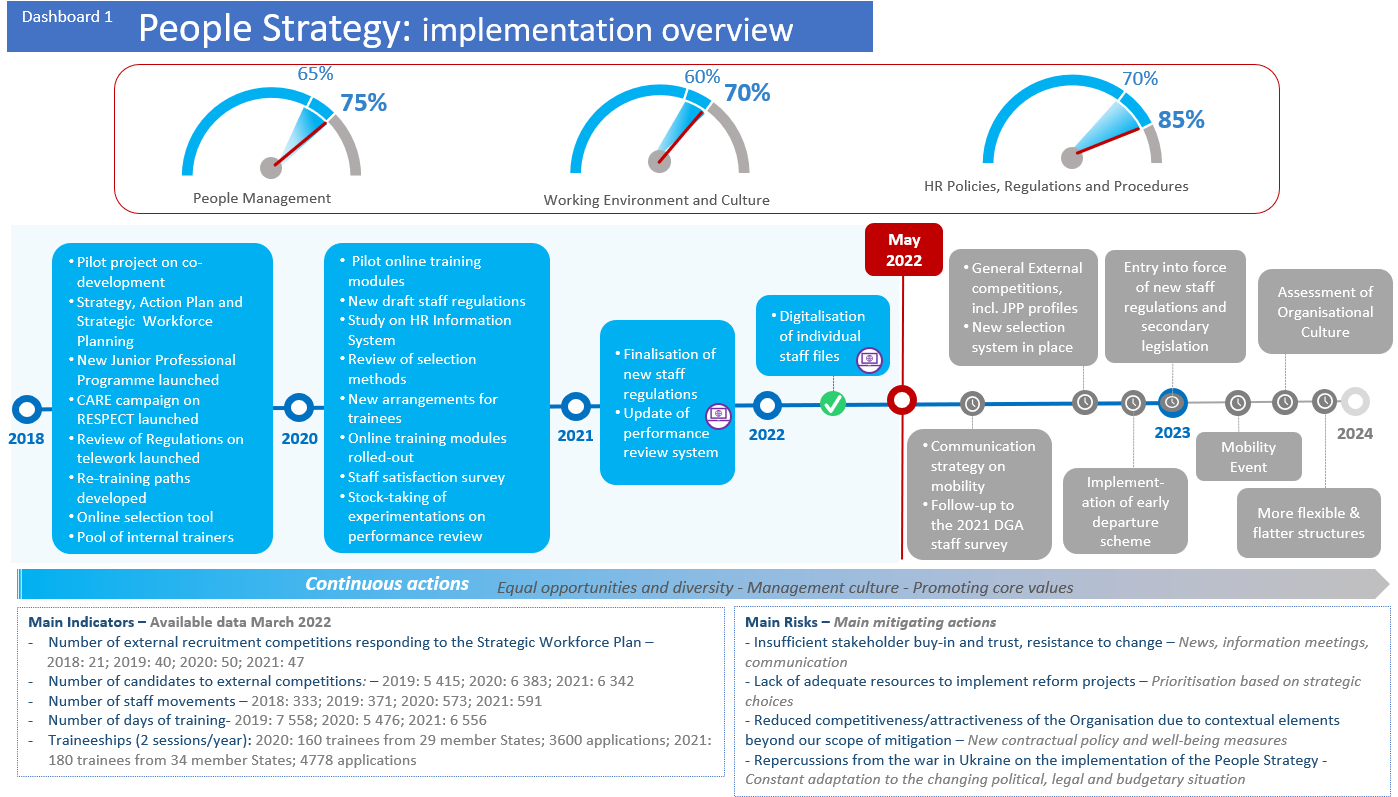 Dashboard 1
People Strategy: implementation overview
65%
75%
People Management
60%
70%
Working Environment and Culture
70%
85%
HR Policies, Regulations and Procedures
2018
• Pilot project on co-
development
• Strategy, Action Plan and
Strategic Workforce
Planning
• New Junior Professional
Programme launched
• CARE campaign on
RESPECT launched
• Review of Regulations on
telework launched
• Re-training paths
developed
• Online selection tool
• Pool of internal trainers
2020
• Pilot online training
modules
• New draft staff regulations
• Study on HR Information
System
• Review of selection
methods
• New arrangements for
trainees
• Online training modules
rolled-out
• Staff satisfaction survey
• Stock-taking of
experimentations on
performance review
2021
• Finalisation of
new staff
regulations
• Update of
performance
review system
2022
• Digitalisation
of individual
staff files
May
2022
• General External
competitions,
incl. JPP profiles
• New selection
system in place
• Communication
strategy on
mobility
• Follow-up to
the 2021 DGA
staff survey
Entry into force
of new staff
regulations and
secondary
legislation
Implement-
ation of early
departure
scheme
2023
Mobility
Event
Assessment of
Organisational
Culture
More flexible &
flatter structures
2024
Continuous actions Equal opportunities and diversity - Management culture - Promoting core values
Main Indicators – Available data March 2022
- Number of external recruitment competitions responding to the Strategic Workforce Plan –
2018: 21; 2019: 40; 2020: 50; 2021: 47
- Number of candidates to external competitions: – 2019: 5 415; 2020: 6 383; 2021: 6 342
- Number of staff movements – 2018: 333; 2019: 371; 2020: 573; 2021: 591
- Number of days of training- 2019: 7 558; 2020: 5 476; 2021: 6 556
- Traineeships (2 sessions/year): 2020: 160 trainees from 29 member States; 3600 applications; 2021:
180 trainees from 34 member States; 4778 applications
Main Risks – Main mitigating actions
- Insufficient stakeholder buy-in and trust, resistance to change – News, information meetings,
communication
- Lack of adequate resources to implement reform projects – Prioritisation based on strategic
choices
- Reduced competitiveness/attractiveness of the Organisation due to contextual elements
beyond our scope of mitigation – New contractual policy and well-being measures
- Repercussions from the war in Ukraine on the implementation of the People Strategy -
Constant adaptation to the changing political, legal and budgetary situation